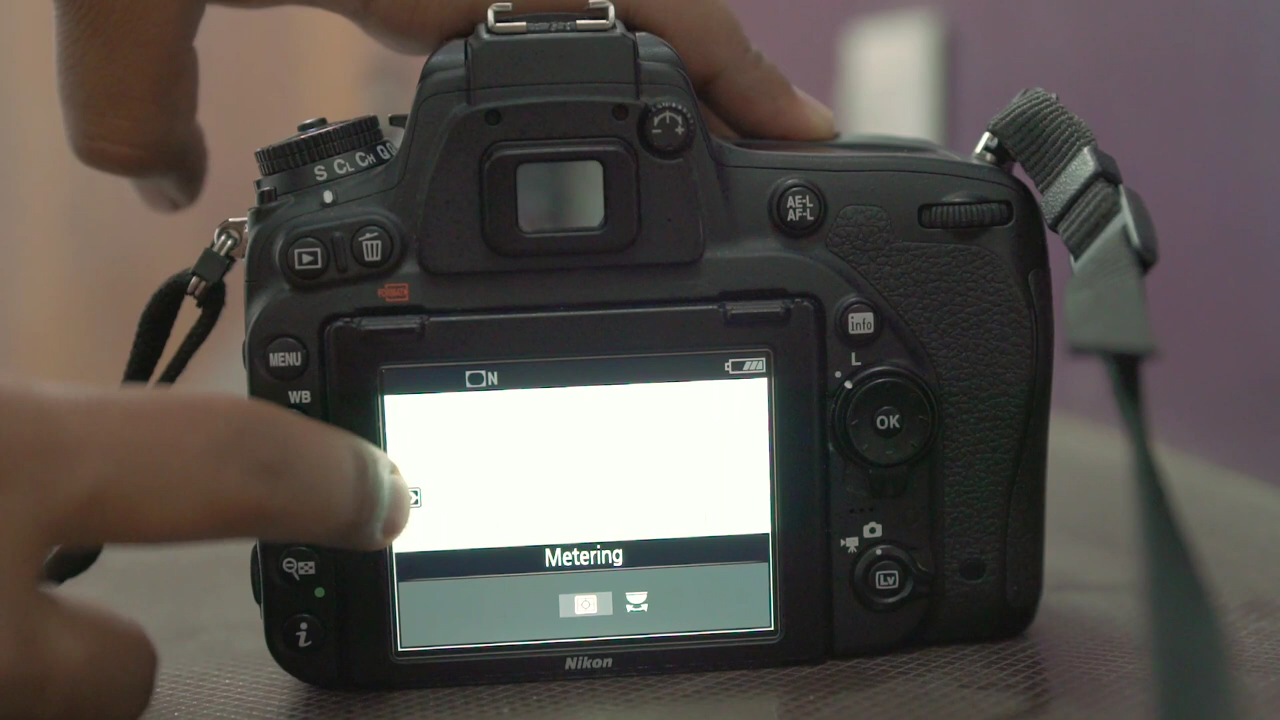 S CL CH Q
AE-L
AF-L
info
MENU
WB
L
N
OK
Metering
Lv
i
Nikon